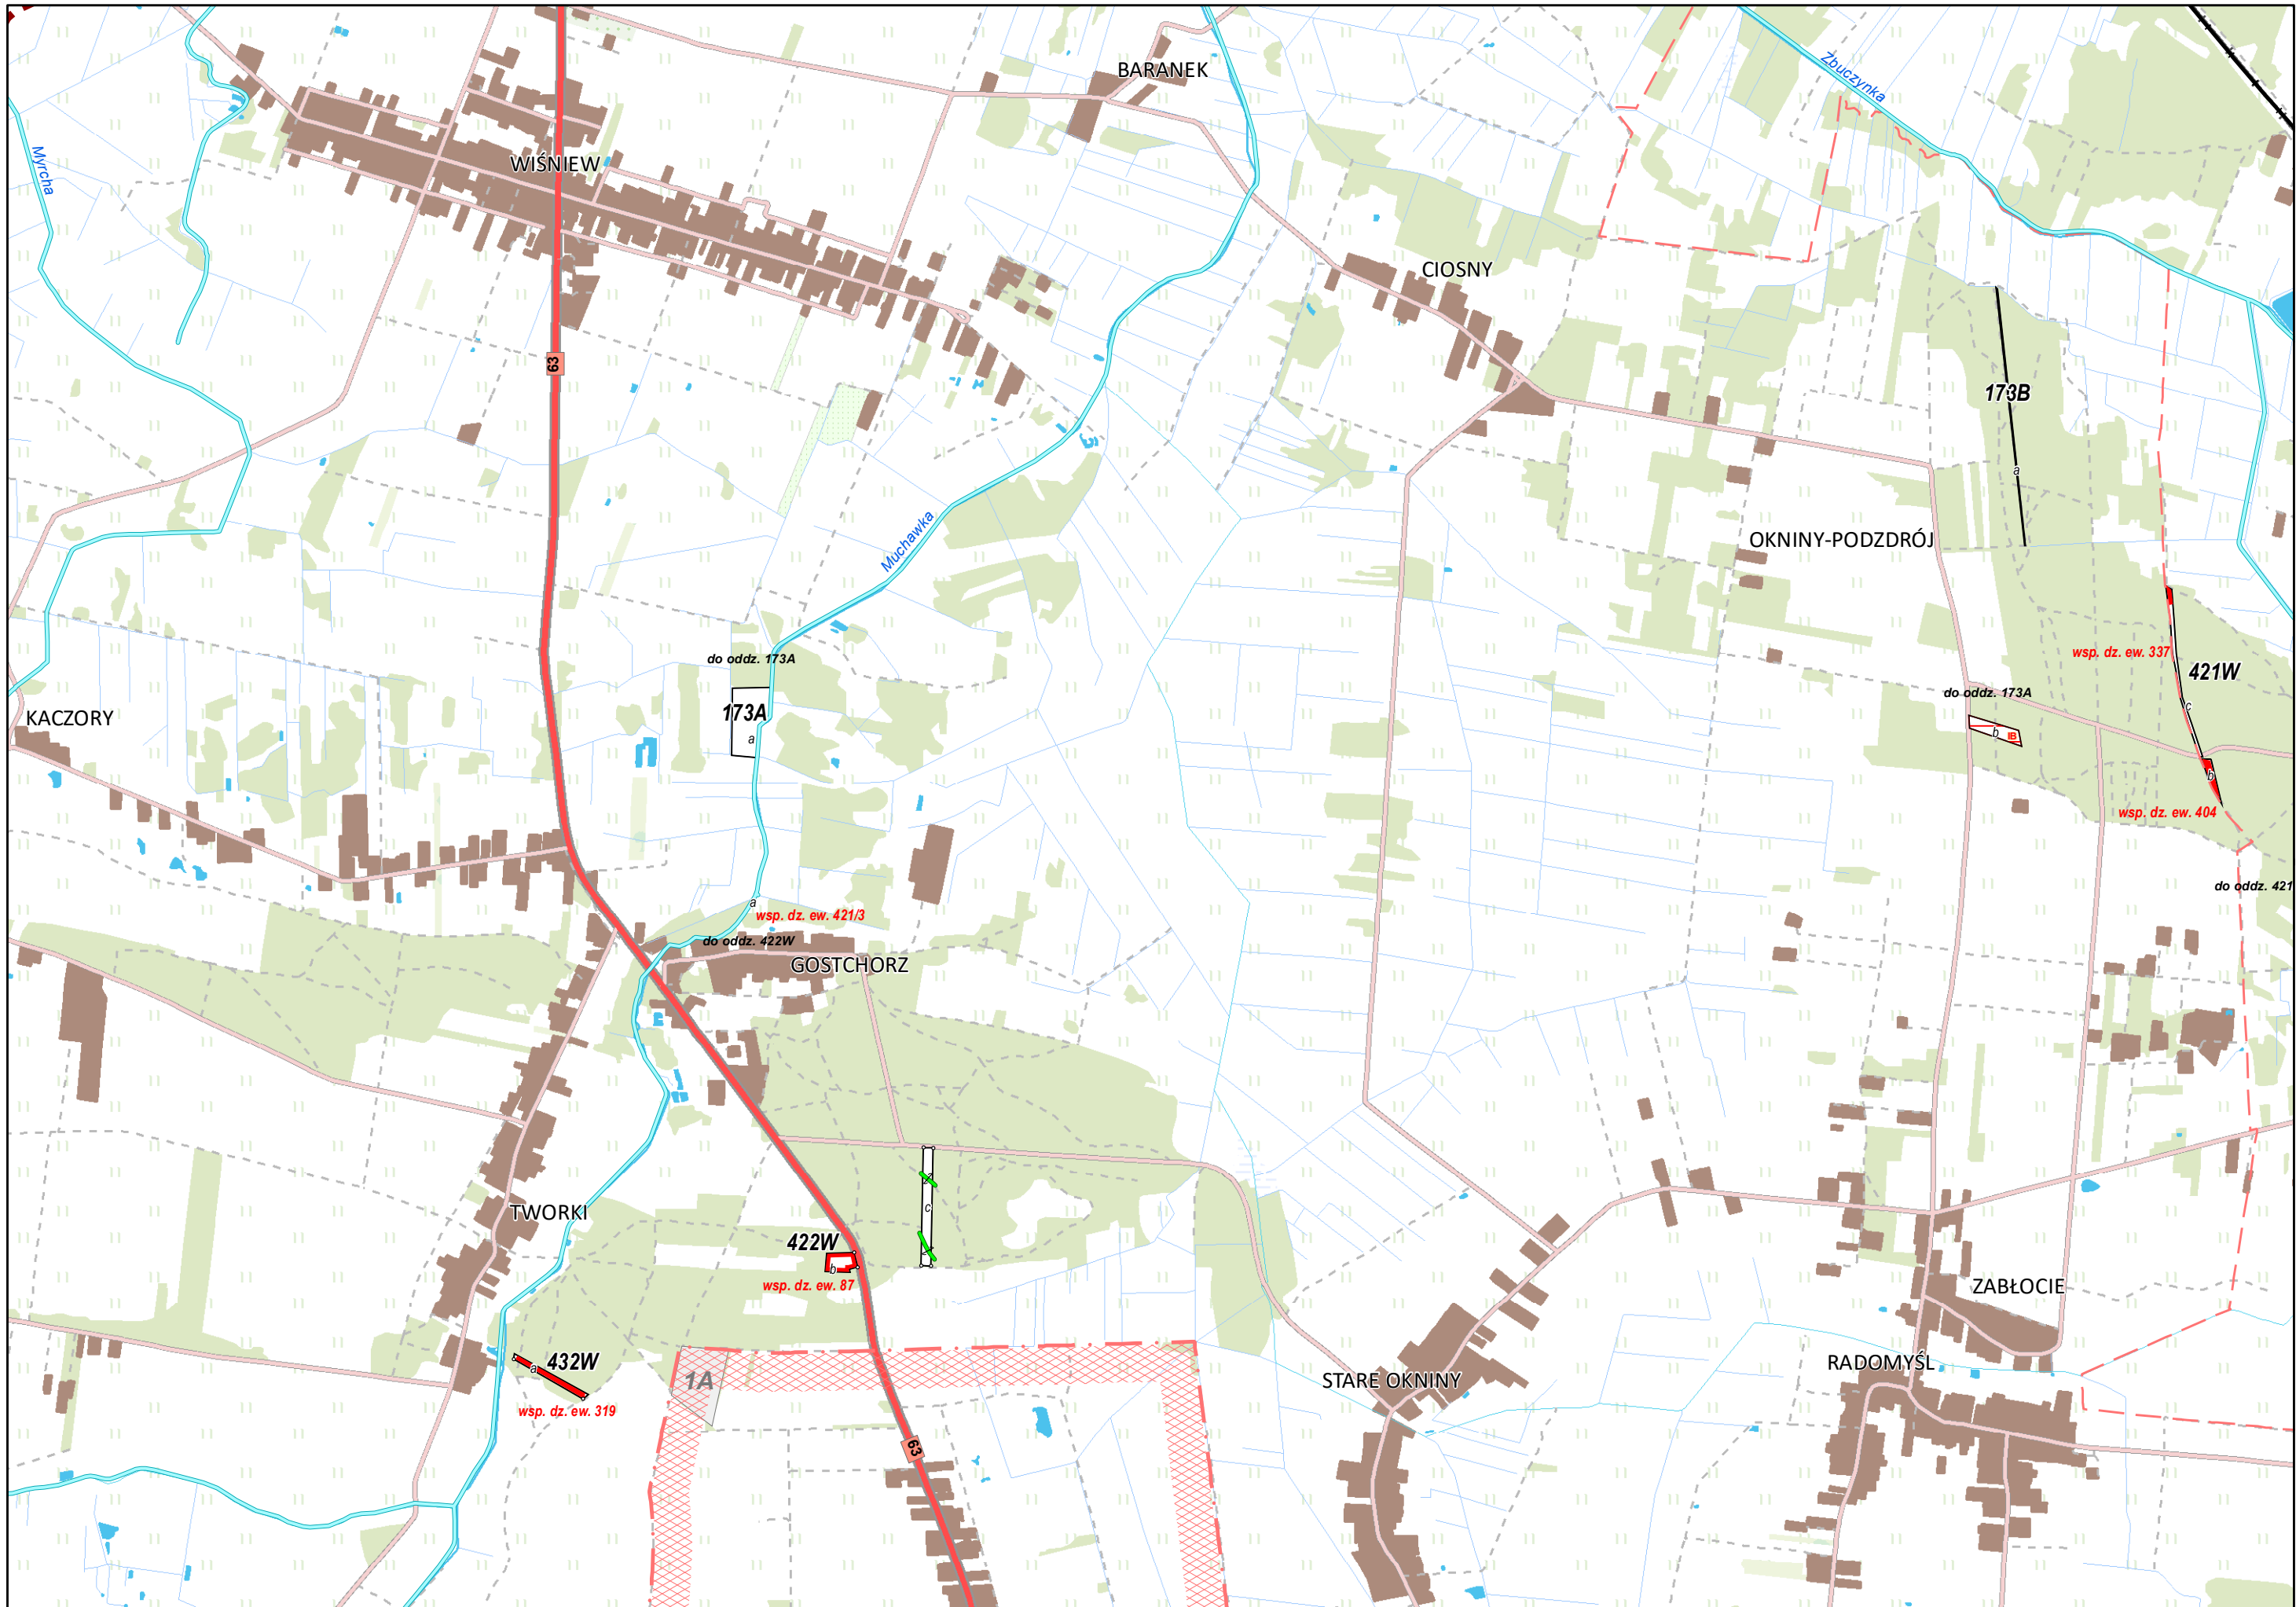 BARANEK
Zbuczynka
Myrcha
WIŚNIEW
CIOSNY
63
173B
a
Muchawka
OKNINY-PODZDRÓJ
do oddz. 173A
wsp. dz. ew. 337
421W
do oddz. 173A
173A
KACZORY
c
a
b
IB
b
wsp. dz. ew. 404
do oddz. 421
a
wsp. dz. ew. 421/3
do oddz. 422W
GOSTCHORZ
c
TWORKI
422W
b
wsp. dz. ew. 87
ZABŁOCIE
a
432W
RADOMYŚL
1A
STARE OKNINY
wsp. dz. ew. 319
63